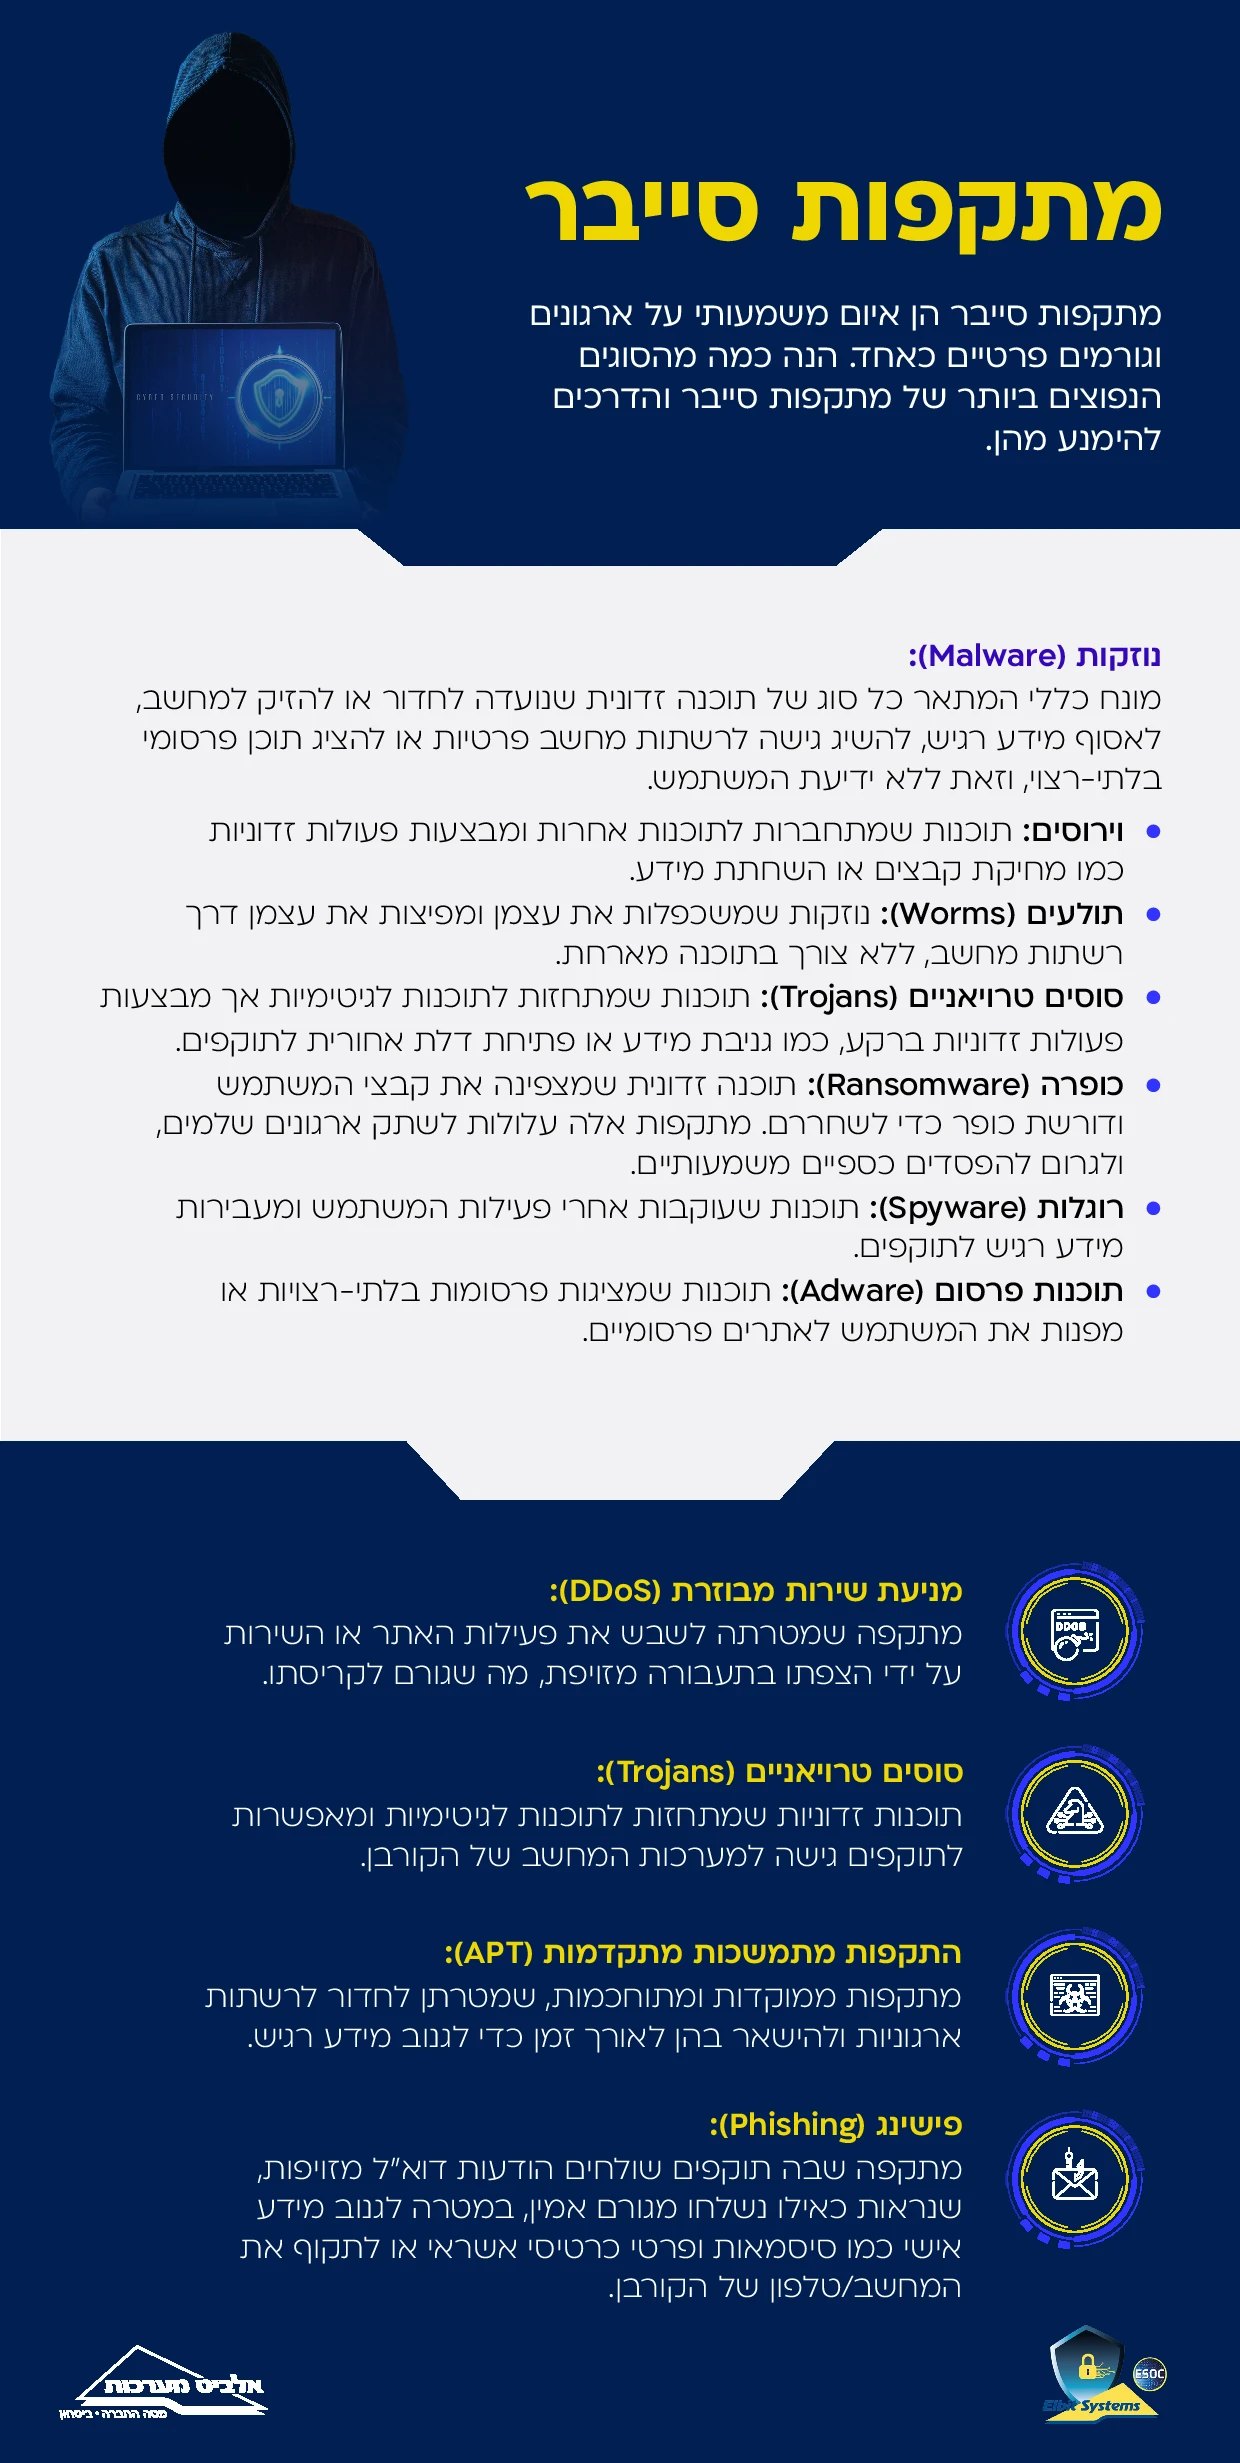 מתקפות סייבר
מתקפות סייבר הן איום משמעותי על ארגונים
וגורמים פרטיים כאחד. הנה כמה מהסוגים
הנפוצים ביותר של מתקפות סייבר והדרכים
להימנע מהן.
CYBER SECURITY
נוזקות (Malware):
מונח כללי המתאר כל סוג של תוכנה זדונית שנועדה לחדור או להזיק למחשב,
לאסוף מידע רגיש, להשיג גישה לרשתות מחשב פרטיות או להציג תוכן פרסומי
בלתי-רצוי, וזאת ללא ידיעת המשתמש.
• וירוסים: תוכנות שמתחברות לתוכנות אחרות ומבצעות פעולות זדוניות
כמו מחיקת קבצים או השחתת מידע.
• תולעים (Worms): נוזקות שמשכפלות את עצמן ומפיצות את עצמן דרך
רשתות מחשב, ללא צורך בתוכנה מארחת.
• סוסים טרויאניים (Trojans): תוכנות שמתחזות לתוכנות לגיטימיות אך מבצעות
פעולות זדוניות ברקע, כמו גניבת מידע או פתיחת דלת אחורית לתוקפים.
• כופרה (Ransomware): תוכנה זדונית שמצפינה את קבצי המשתמש
ודורשת כופר כדי לשחררם. מתקפות אלה עלולות לשתק ארגונים שלמים,
ולגרום להפסדים כספיים משמעותיים.
• רוגלות (Spyware): תוכנות שעוקבות אחרי פעילות המשתמש ומעבירות
מידע רגיש לתוקפים.
• תוכנות פרסום (Adware): תוכנות שמציגות פרסומות בלתי-רצויות או
מפנות את המשתמש לאתרים פרסומיים.
מניעת שירות מבוזרת (DDoS):
מתקפה שמטרתה לשבש את פעילות האתר או השירות
על ידי הצפתו בתעבורה מזויפת, מה שגורם לקריסתו.
DDOS
סוסים טרויאניים (Trojans):
תוכנות זדוניות שמתחזות לתוכנות לגיטימיות ומאפשרות
לתוקפים גישה למערכות המחשב של הקורבן.
התקפות מתמשכות מתקדמות (APT):
מתקפות ממוקדות ומתוחכמות, שמטרתן לחדור לרשתות
ארגוניות ולהישאר בהן לאורך זמן כדי לגנוב מידע רגיש.
פישינג (Phishing):
מתקפה שבה תוקפים שולחים הודעות דוא"ל מזויפות,
שנראות כאילו נשלחו מגורם אמין, במטרה לגנוב מידע
אישי כמו סיסמאות ופרטי כרטיסי אשראי או לתקוף את
המחשב/טלפון של הקורבן.
ESOC
Elbit Systems
אלביט מערכות
מטה החברה • ביטחון